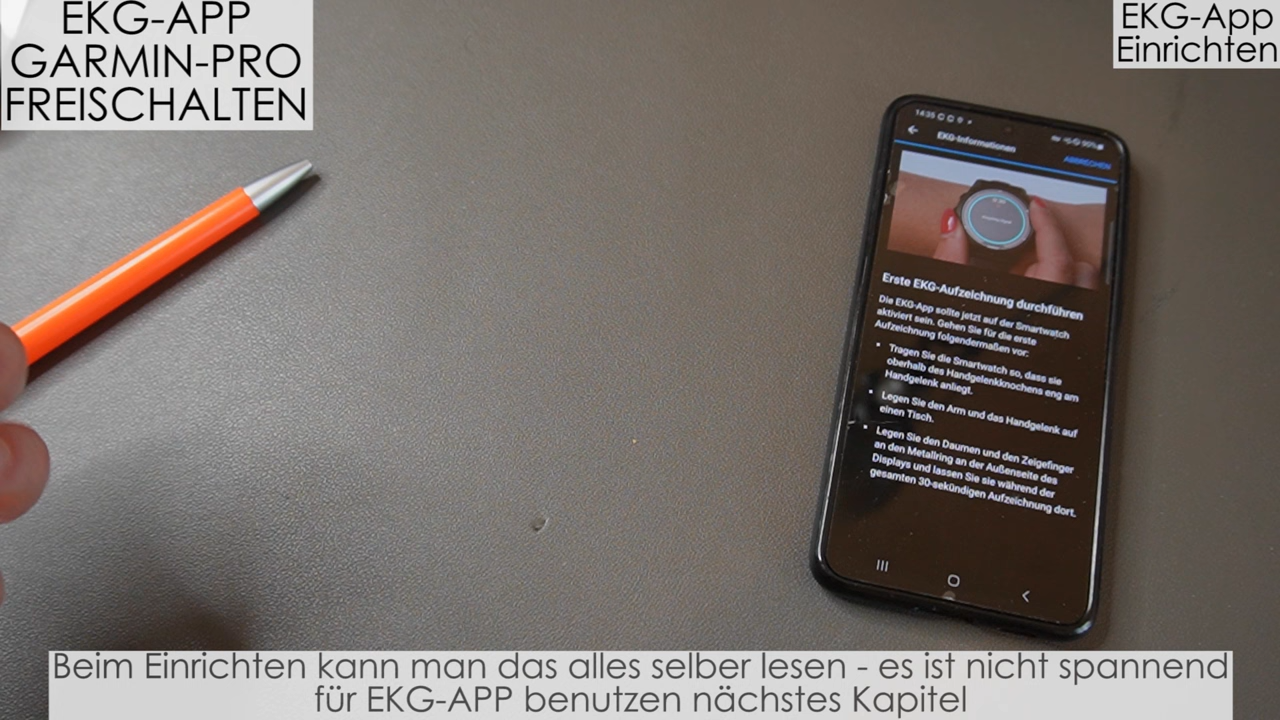 EKG-APP
GARMIN-PRO
FREISCHALTEN
EKG-App
Einrichten
14:35
90%
EKG-Informationen
ABBRECHEN
Erste EKG-Aufzeichnung durchführen
Die EKG-App sollte jetzt auf der Smartwatch
aktiviert sein. Gehen Sie für die erste
Aufzeichnung folgendermaßen vor:
▪ Tragen Sie die Smartwatch so, dass sie
oberhalb des Handgelenkknochens eng am
Handgelenk anliegt.
▪ Legen Sie den Arm und das Handgelenk auf
einen Tisch.
▪ Legen Sie den Daumen und den Zeigefinger
an den Metallring an der Außenseite des
Displays und lassen Sie sie während der
gesamten 30-sekündigen Aufzeichnung dort.
Beim Einrichten kann man das alles selber lesen - es ist nicht spannend
für EKG-APP benutzen nächstes Kapitel